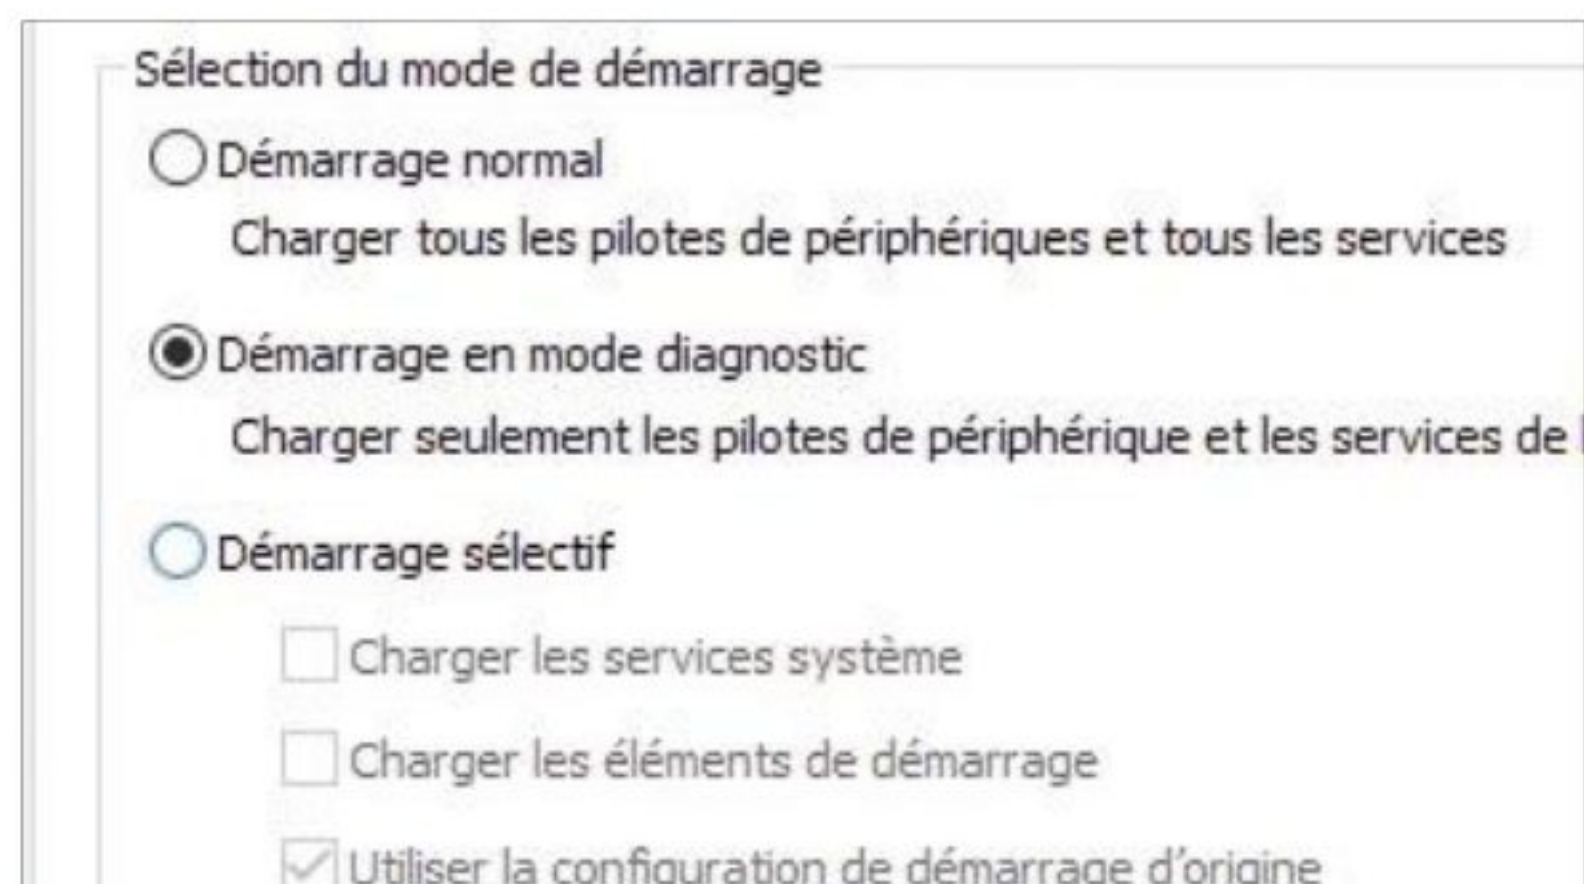 Sélection du mode de démarrage
Démarrage normal
Charger tous les pilotes de périphériques et tous les services
Démarrage en mode diagnostic
Charger seulement les pilotes de périphérique et les services de
Démarrage sélectif
Charger les services système
Charger les éléments de démarrage
Utiliser la configuration de démarrage d'origine